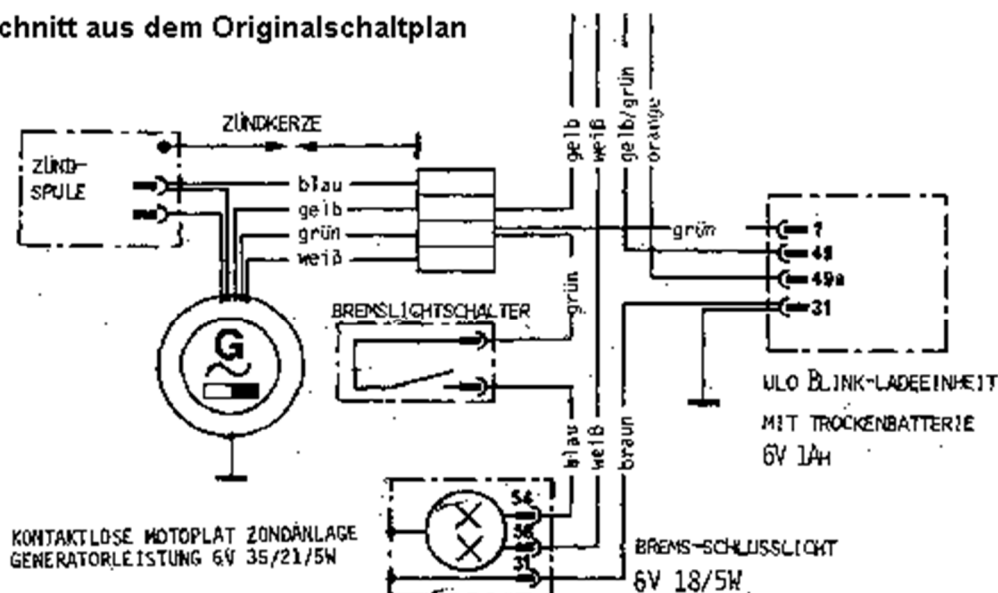 chnitt aus dem Originalschaltplan
ZÜNDKERZE
ZÜND-
SPULE
blau
gelb
grün
weiß
gelb
weiß
gelb/grün
orange
grün
49
49a
31
G
BREMSLICHTSCHALTER
grün
ULO BLINK-LADEEINHEIT
MIT TROCKENBATTERIE
6V 1AH
blau
weiß
braun
54
31
KONTAKTLOSE MOTOPLAT ZÜNDANLAGE
GENERATORLEISTUNG 6V 35/21/5W
BREMS-SCHLUSSLICHT
6V 18/5W